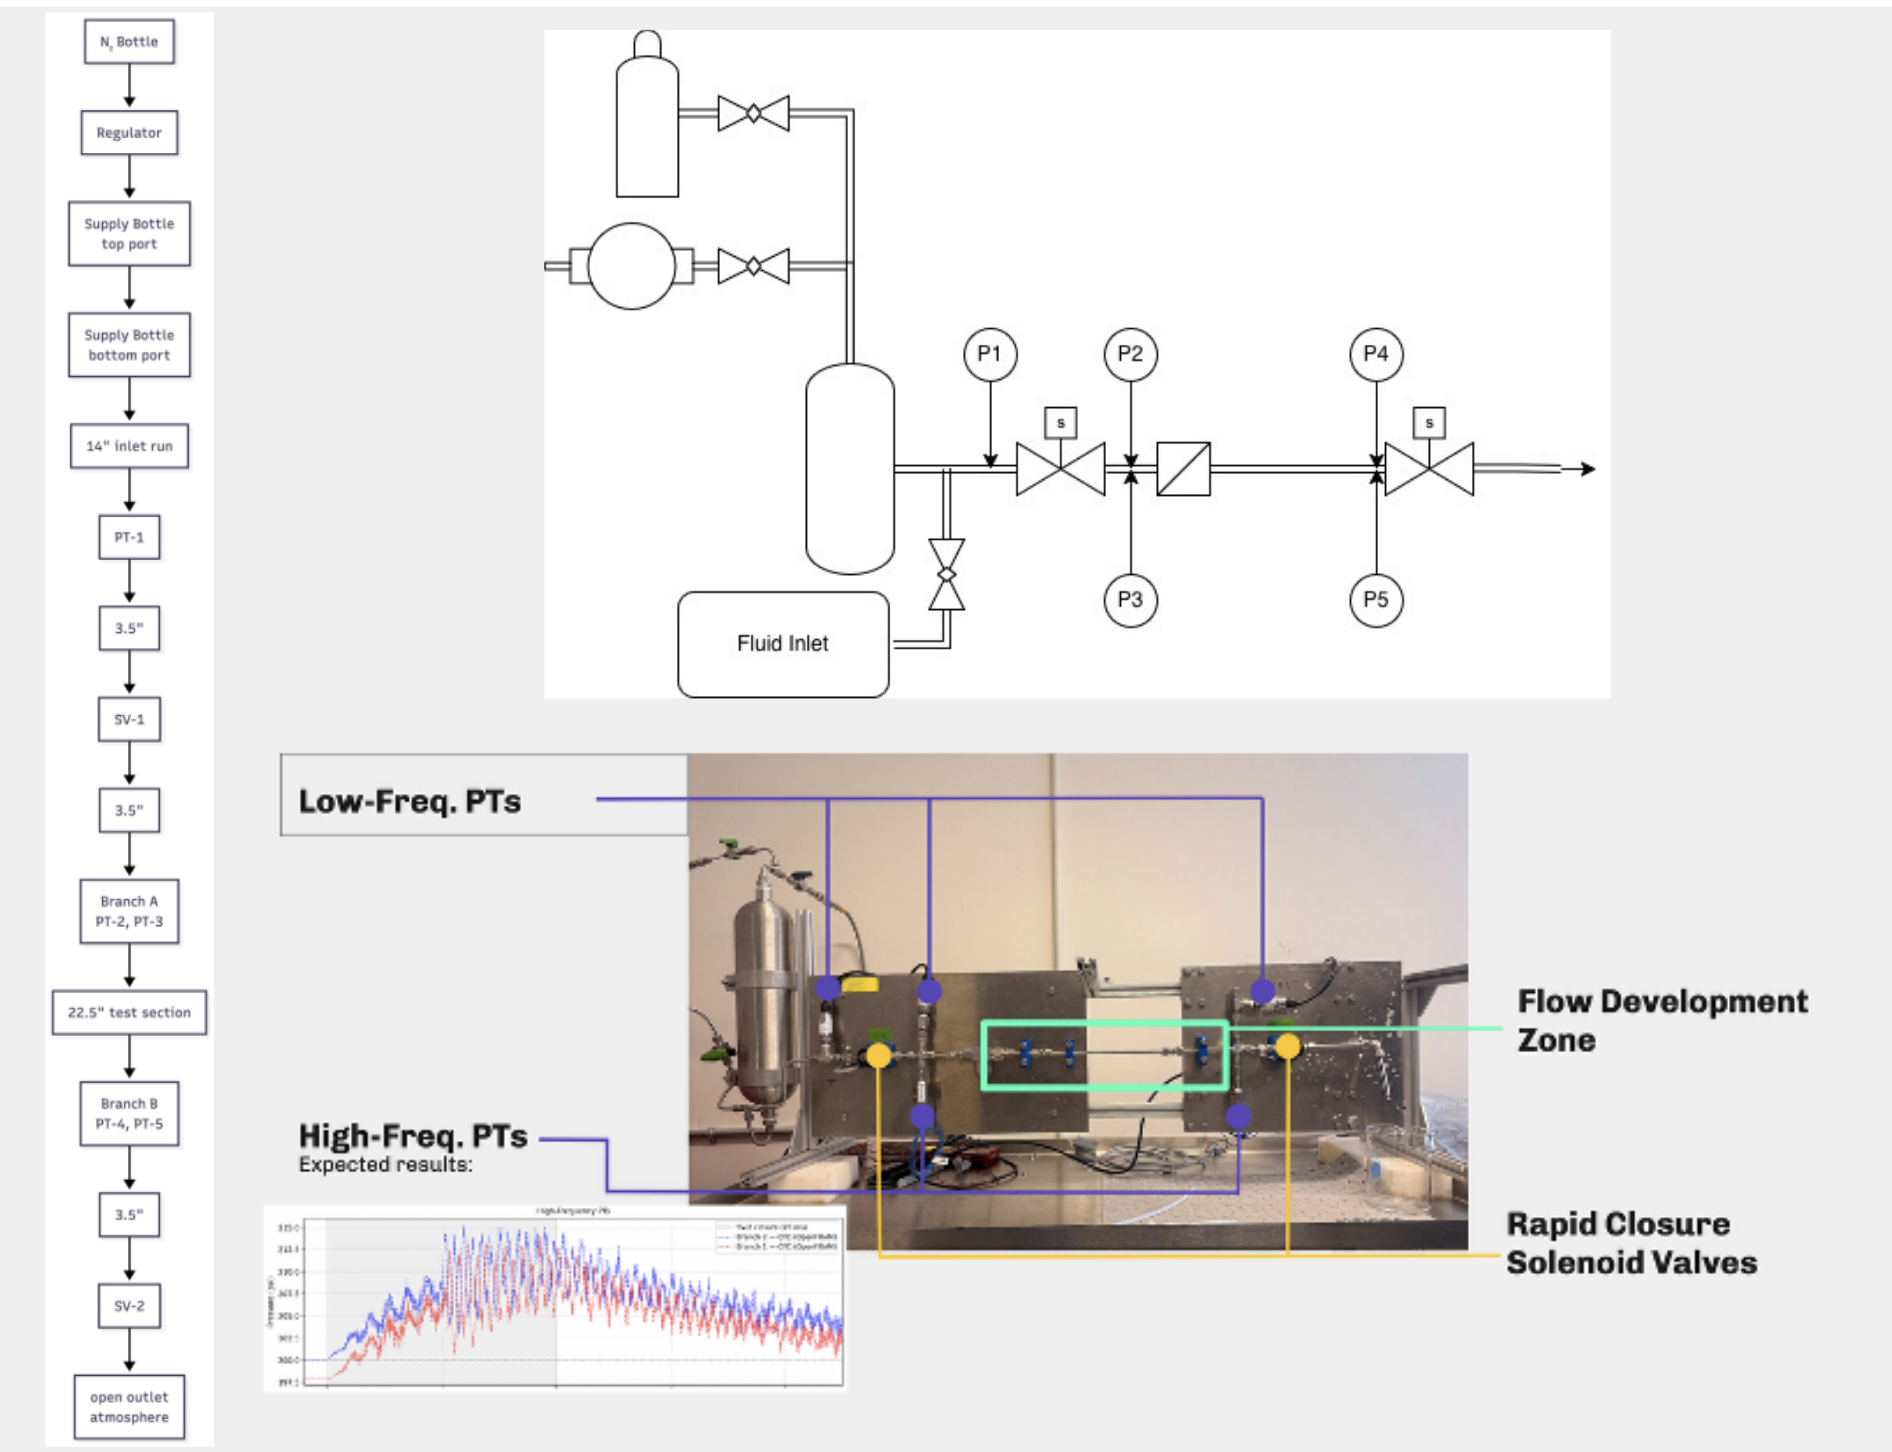 N₂ Bottle
Regulator
Supply Bottle
top port
Supply Bottle
bottom port
14" inlet run
PT-1
3.5"
SV-1
3.5"
Branch A
PT-2, PT-3
22.5" test section
Branch B
PT-4, PT-5
3.5"
SV-2
open outlet
atmosphere
P1
P2
P4
s
s
P3
P5
Fluid Inlet
Low-Freq. PTs
Flow Development
Zone
High-Freq. PTs
Expected results:
Rapid Closure
Solenoid Valves
High-Frequency PTs